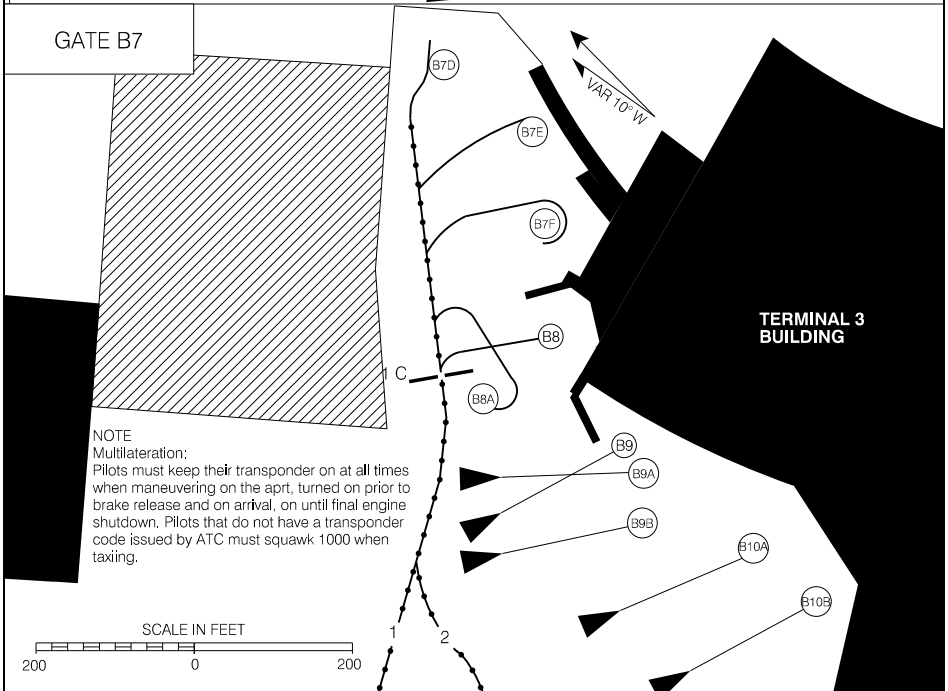 GATE B7
B7D
VAR 10° W
B7E
B7F
TERMINAL 3
BUILDING
B8
1 C
B8A
NOTE
Multilateration:
Pilots must keep their transponder on at all times
when maneuvering on the aprt, turned on prior to
brake release and on arrival, on until final engine
shutdown. Pilots that do not have a transponder
code issued by ATC must squawk 1000 when
taxiing.
B9
B9A
B9B
B10A
B10B
SCALE IN FEET
200 0 200
1 2